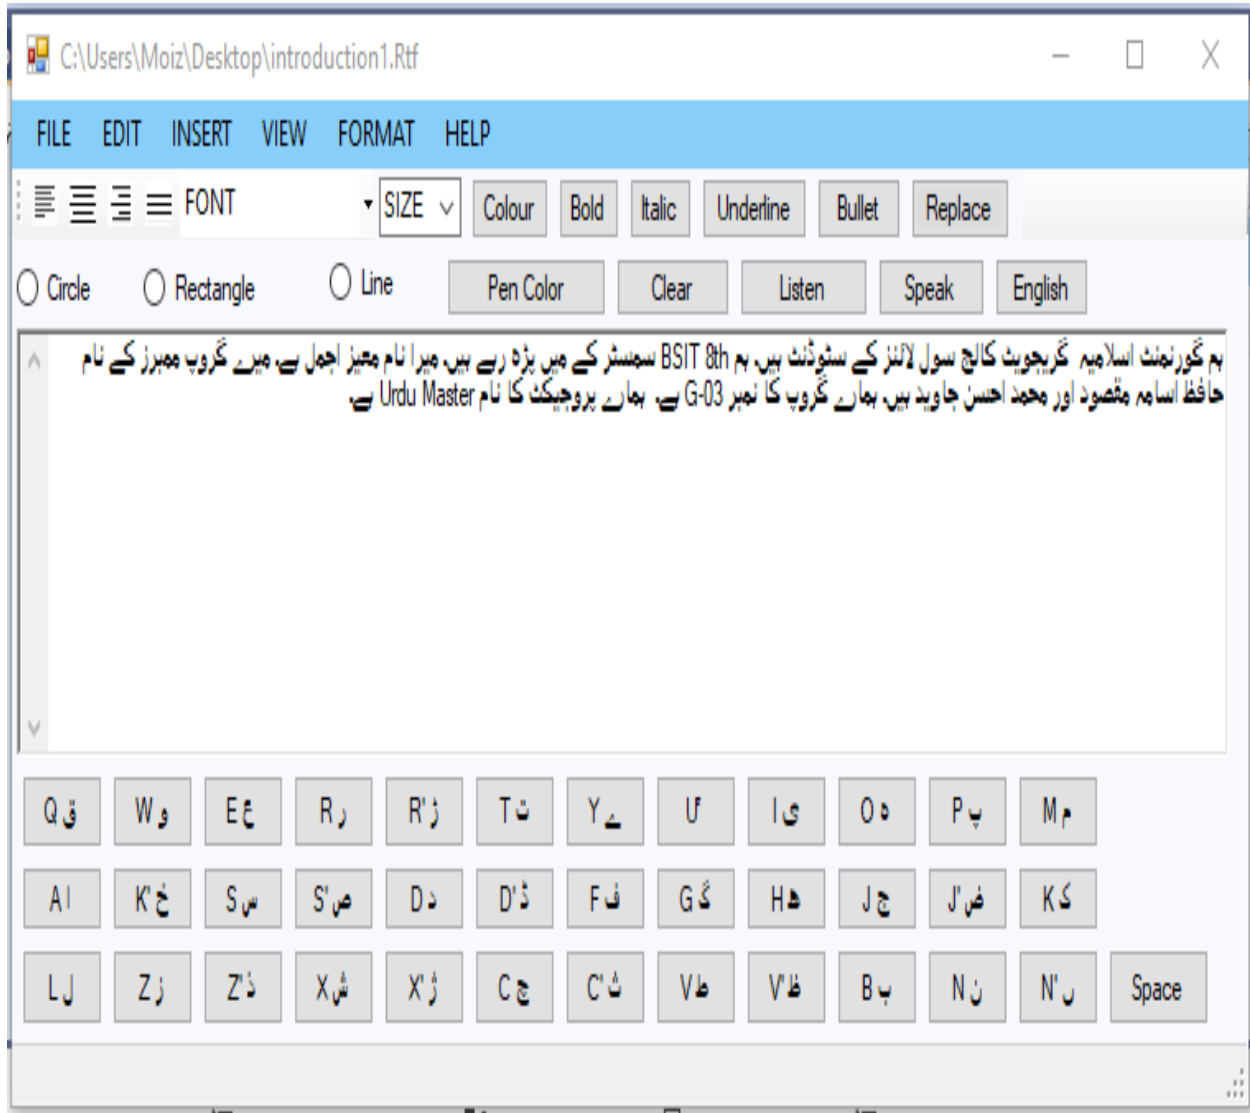 C:\Users\Moiz\Desktop\introduction1.Rtf
FILE EDIT INSERT VIEW FORMAT HELP
FONT SIZE Colour Bold Italic Underline Bullet Replace
Circle Rectangle Line Pen Color Clear Listen Speak English
ہم گورنمنٹ اسلامیہ گریجویٹ کالج سول لائنز کے سٹوڈنٹ ہیں۔ ہم BSIT 8th سمسٹر کے میں پڑہ رہے ہیں۔ میرا نام معیز اجمل ہے۔ میرے گروپ ممبرز کے نام
حافظ اسامہ مقصود اور محمد احسن جاوید ہیں۔ ہمارے گروپ کا نمبر G-03 ہے۔ ہمارے پروجیکٹ کا نام Urdu Master ہے۔
Q ق W و E ع R ر R' ژ T ت Y ے U I ی O ہ P پ M م
A ا K' خ S س S' ص D د D' ڈ F ف G گ H ھ J ج J' ض K ک
L ل Z ز Z' ذ X ش X' ژ C چ C' ث V ط V' ظ B ب N ن N' ں Space